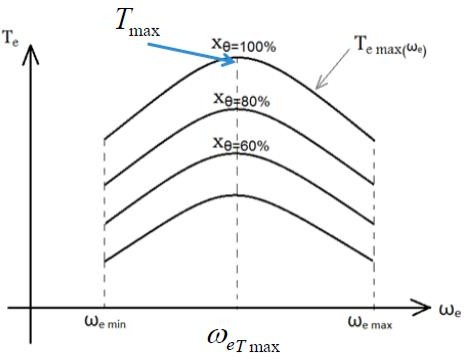 T_max
T_e
x_θ=100%
T_e max(ω_e)
x_θ=80%
x_θ=60%
ω_e min
ω_eT max
ω_e max
ω_e